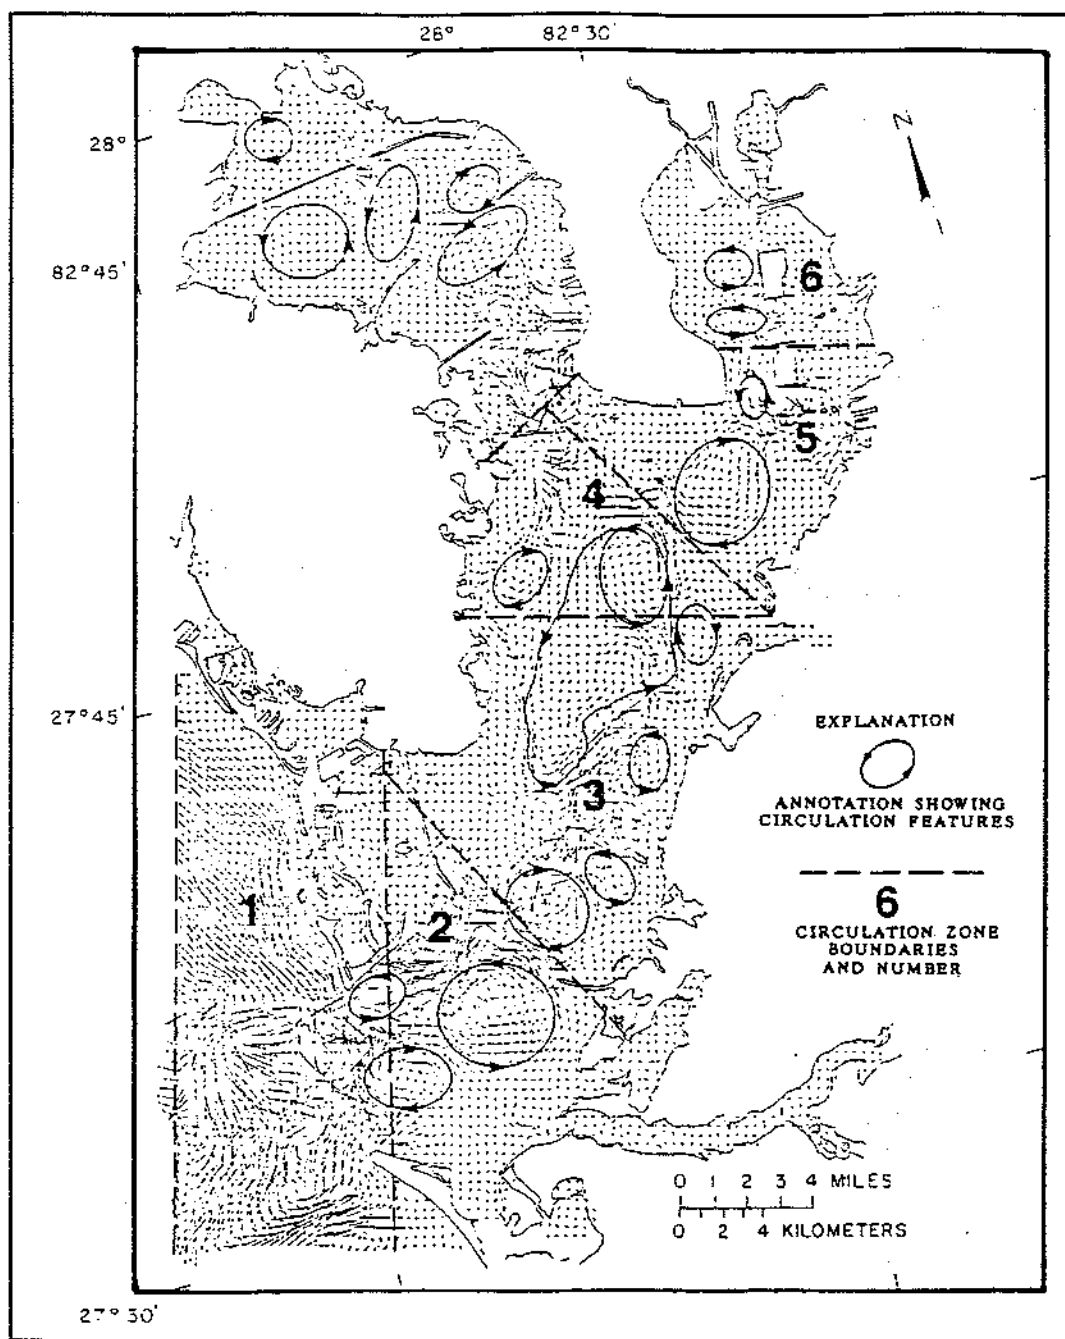 28° 82°30'
28°
N
82°45'
6
5
4
27°45'
EXPLANATION
ANNOTATION SHOWING
CIRCULATION FEATURES
3
1
2
6
CIRCULATION ZONE
BOUNDARIES
AND NUMBER
0 1 2 3 4 MILES
0 2 4 KILOMETERS
27°30'